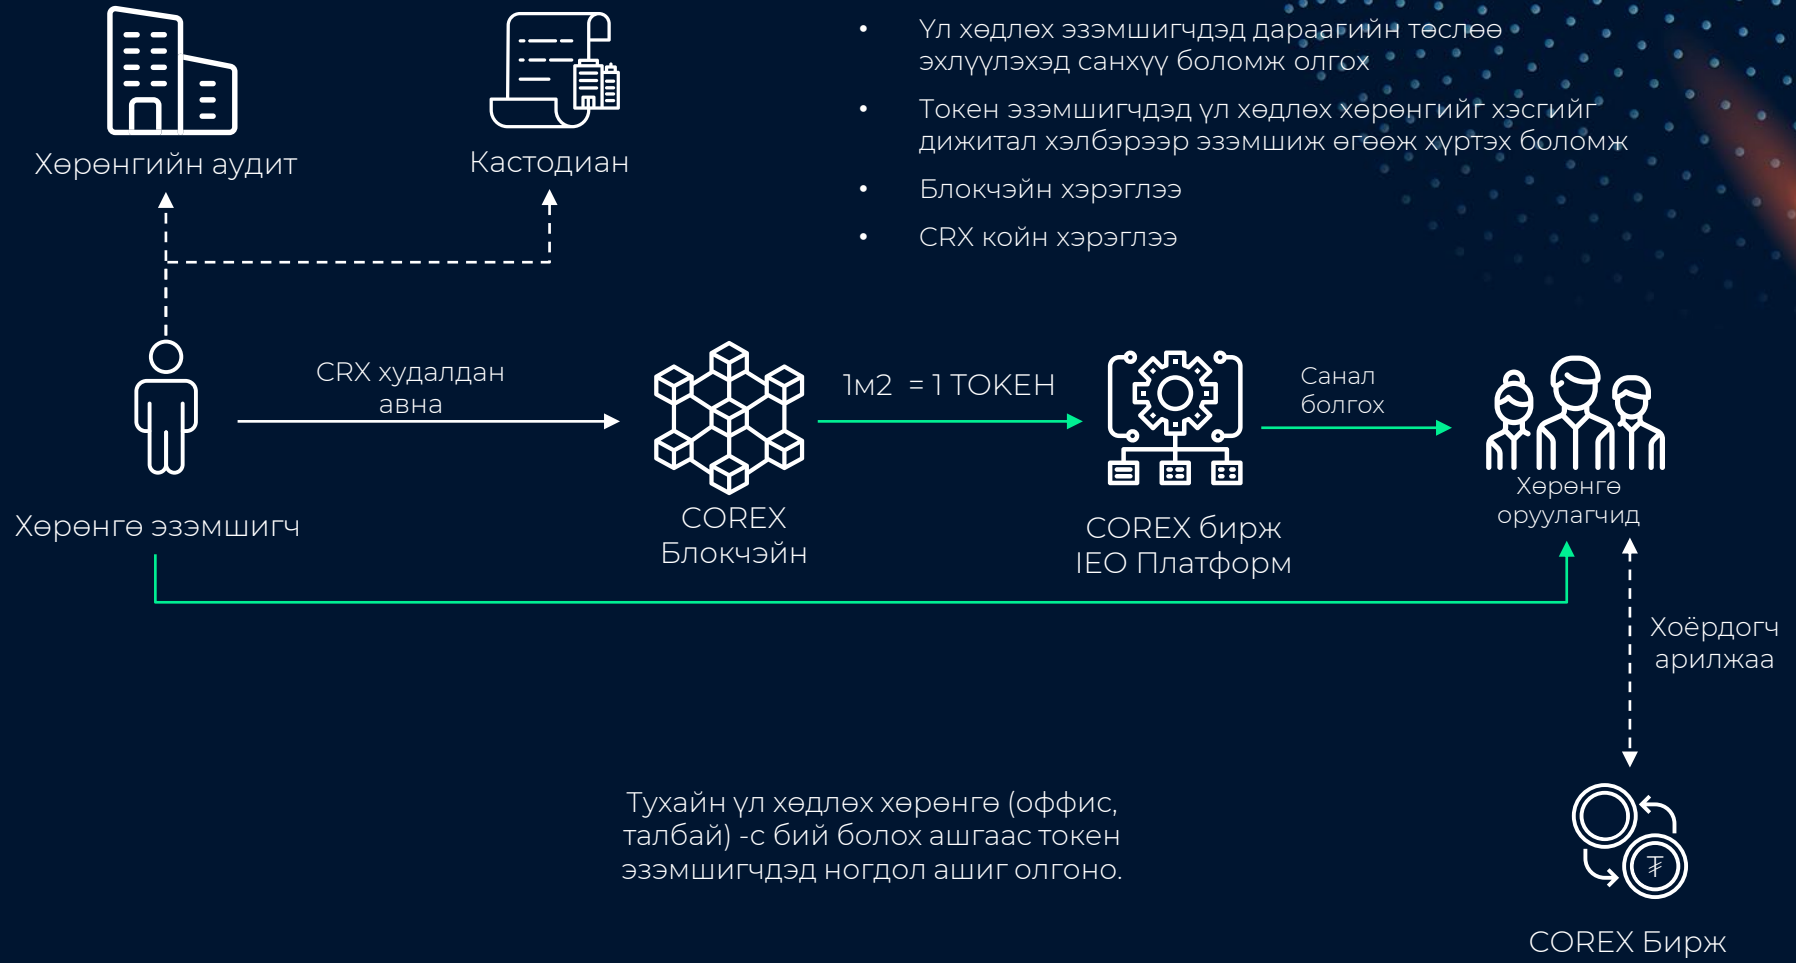 • Үл хөдлөх эзэмшигчдэд дараагийн төслөө
эхлүүлэхэд санхүү боломж олгох
• Токен эзэмшигчдэд үл хөдлөх хөрөнгийг хэсгийг
дижитал хэлбэрээр эзэмшиж өгөөж хүртэх боломж
• Блокчэйн хэрэглээ
• CRX койн хэрэглээ
Хөрөнгийн аудит
Кастодиан
CRX худалдан
авна
1м2 = 1 ТОКЕН
Санал
болгох
Хөрөнгө эзэмшигч
COREX
Блокчэйн
COREX бирж
IEO Платформ
Хөрөнгө
оруулагчид
Хоёрдогч
арилжаа
Тухайн үл хөдлөх хөрөнгө (оффис,
талбай) -с бий болох ашгаас токен
эзэмшигчдэд ногдол ашиг олгоно.
₮
COREX Бирж